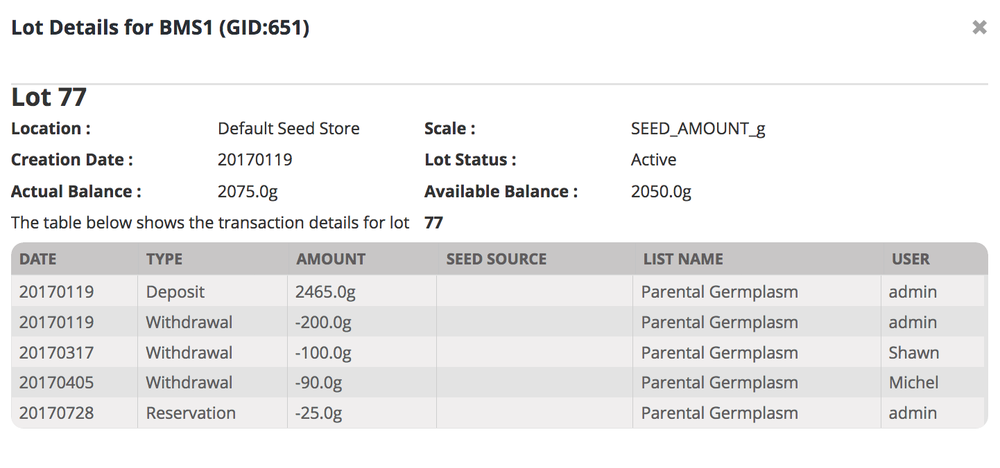 Lot Details for BMS1 (GID:651)
Lot 77
Location : Default Seed Store Scale : SEED_AMOUNT_g
Creation Date : 20170119 Lot Status : Active
Actual Balance : 2075.0g Available Balance : 2050.0g
The table below shows the transaction details for lot 77
DATE TYPE AMOUNT SEED SOURCE LIST NAME USER
20170119 Deposit 2465.0g Parental Germplasm admin
20170119 Withdrawal -200.0g Parental Germplasm admin
20170317 Withdrawal -100.0g Parental Germplasm Shawn
20170405 Withdrawal -90.0g Parental Germplasm Michel
20170728 Reservation -25.0g Parental Germplasm admin